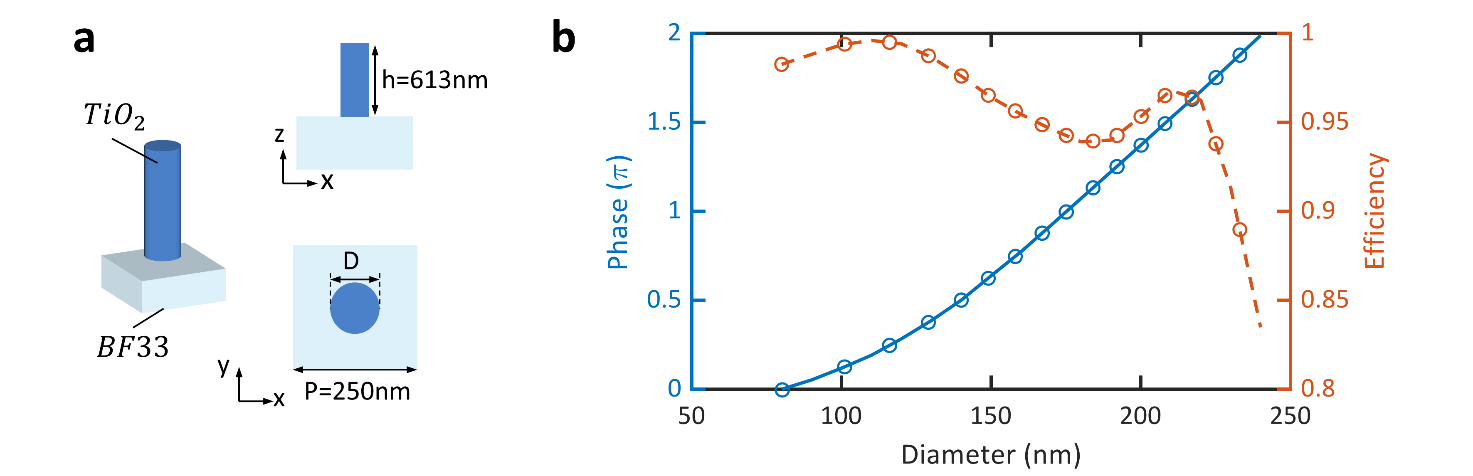 a
TiO2
BF33
h=613nm
z
x
D
P=250nm
y
x
b
2
1.5
1
0.5
0
Phase (π)
50
100
150
200
250
Diameter (nm)
1
0.95
0.9
0.85
0.8
Efficiency